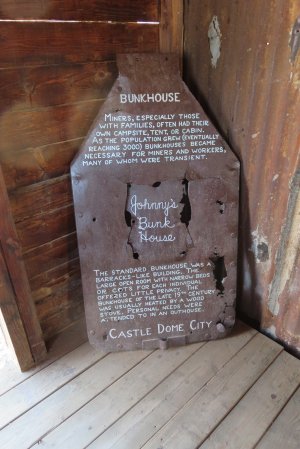 BUNKHOUSE
MINERS, ESPECIALLY THOSE
WITH FAMILIES, OFTEN HAD THEIR
OWN CAMPSITE, TENT, OR CABIN.
AS THE POPULATION GREW (EVENTUALLY
REACHING 3000) BUNKHOUSES BECAME
NECESSARY FOR MINERS AND WORKERS,
MANY OF WHOM WERE TRANSIENT.
Johnny's
Bunk
House
THE STANDARD BUNKHOUSE WAS A
BARRACKS-LIKE BUILDING, THE
LARGE OPEN ROOM WITH NARROW BEDS
OR COTS FOR EACH INDIVIDUAL
OFFERED LITTLE PRIVACY. THE
BUNKHOUSE OF THE LATE 19TH CENTURY
WAS USUALLY HEATED BY A WOOD
STOVE. PERSONAL NEEDS WERE
ATTENDED TO IN AN OUTHOUSE.
CASTLE DOME CITY